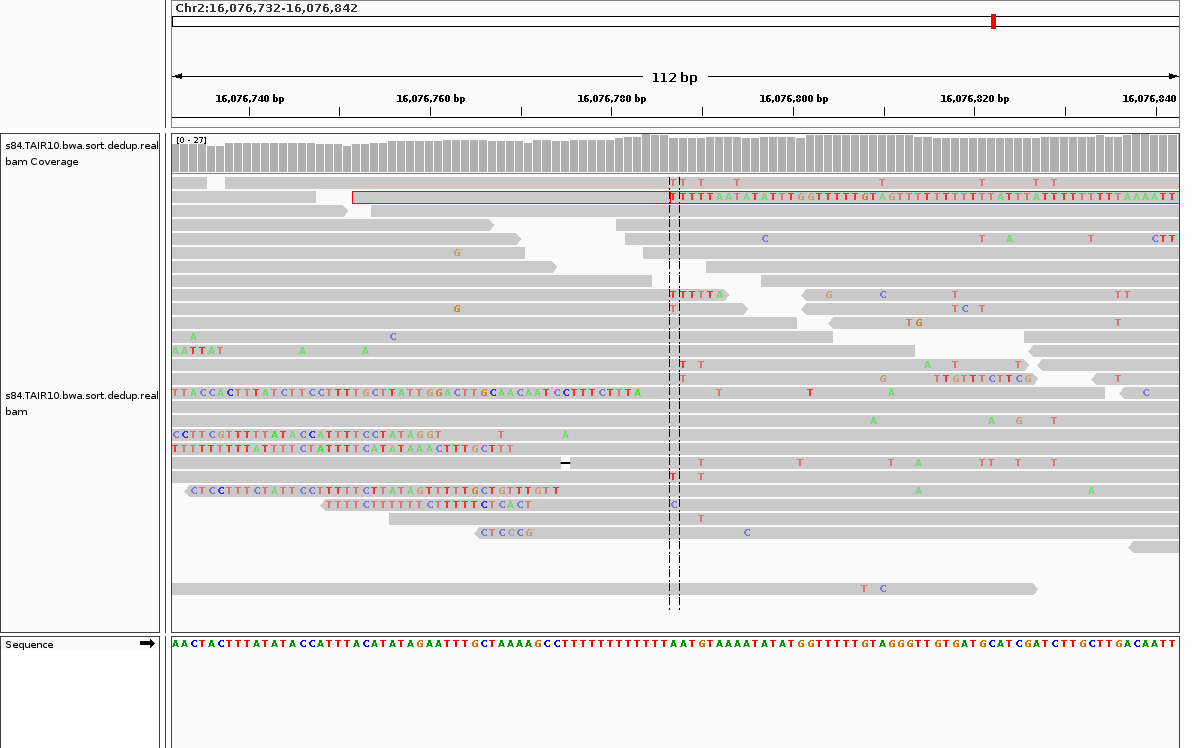 Chr2:16,076,732-16,076,842
112 bp
16,076,740 bp 16,076,760 bp 16,076,780 bp 16,076,800 bp 16,076,820 bp 16,076,840
s84.TAIR10.bwa.sort.dedup.real
bam Coverage
[0 - 27]
T T T T T T T T
T T T T T A A T A T A T T T G G T T T T T G T A G T T T T T T T T T T T A T T A T T T T T T T T T A A A A T T
C T A T C T T
G
T T T T T A G C T T T
G T T C T
T G T
A C
A A T T A T A A
T T A T T
T G T T G T T T C T T C G T
s84.TAIR10.bwa.sort.dedup.real
bam
T T A C C A C T T T A T C T T C C T T T T G C T T A T T G G A C T T G C A A C A A T C C T T T C T T T A T T A C
A A G T
C C T T C G T T T T T A T A C C A T T T T C C T A T A G G T T A
T T T T T T T T T A T T T T C T A T T T T C A T A T A A A C T T T G C T T T
T T A A T T T T
T T
C T C C T T T C T A T T C C T T T T T C T T A T A G T T T T T G C T G T T T G T T A A
T T T T C T T T T T T C T T T T T C T C A C T C
T
C T C C C G C
T C
Sequence
AACTACTTTATATACCATTTACATATAGAATTTGCTAAAAGCCTTTTTTTTTTTTAATGTAAAATATATGGTTTTTGTAGGGTTGTGATGCATCGATCTTGCTTGACAATT